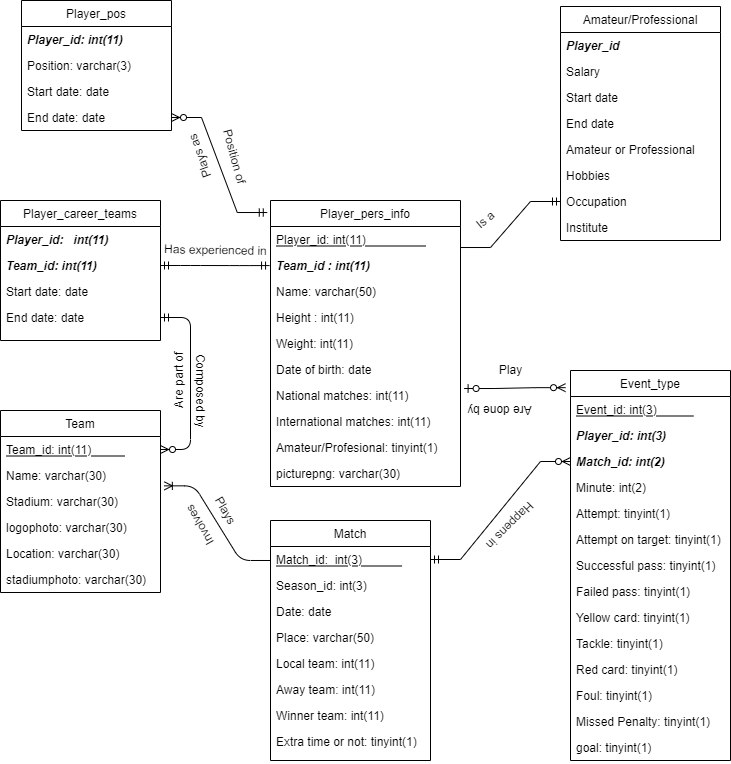 Player_pos
Player_id: int(11)
Position: varchar(3)
Start date: date
End date: date
Amateur/Professional
Player_id
Salary
Start date
End date
Amateur or Professional
Hobbies
Occupation
Institute
Position of
Plays as
Is a
Player_career_teams
Player_id: int(11)
Team_id: int(11)
Start date: date
End date: date
Has experienced in
Player_pers_info
Player_id: int(11)
Team_id : int(11)
Name: varchar(50)
Height : int(11)
Weight: int(11)
Date of birth: date
National matches: int(11)
International matches: int(11)
Amateur/Profesional: tinyint(1)
picturepng: varchar(30)
Composed by
Are part of
Play
Are done by
Event_type
Event_id: int(3)
Player_id: int(3)
Match_id: int(2)
Minute: int(2)
Attempt: tinyint(1)
Attempt on target: tinyint(1)
Successful pass: tinyint(1)
Failed pass: tinyint(1)
Yellow card: tinyint(1)
Tackle: tinyint(1)
Red card: tinyint(1)
Foul: tinyint(1)
Missed Penalty: tinyint(1)
goal: tinyint(1)
Team
Team_id: int(11)
Name: varchar(30)
Stadium: varchar(30)
logophoto: varchar(30)
Location: varchar(30)
stadiumphoto: varchar(30)
Plays
Involves
Happens in
Match
Match_id: int(3)
Season_id: int(3)
Date: date
Place: varchar(50)
Local team: int(11)
Away team: int(11)
Winner team: int(11)
Extra time or not: tinyint(1)